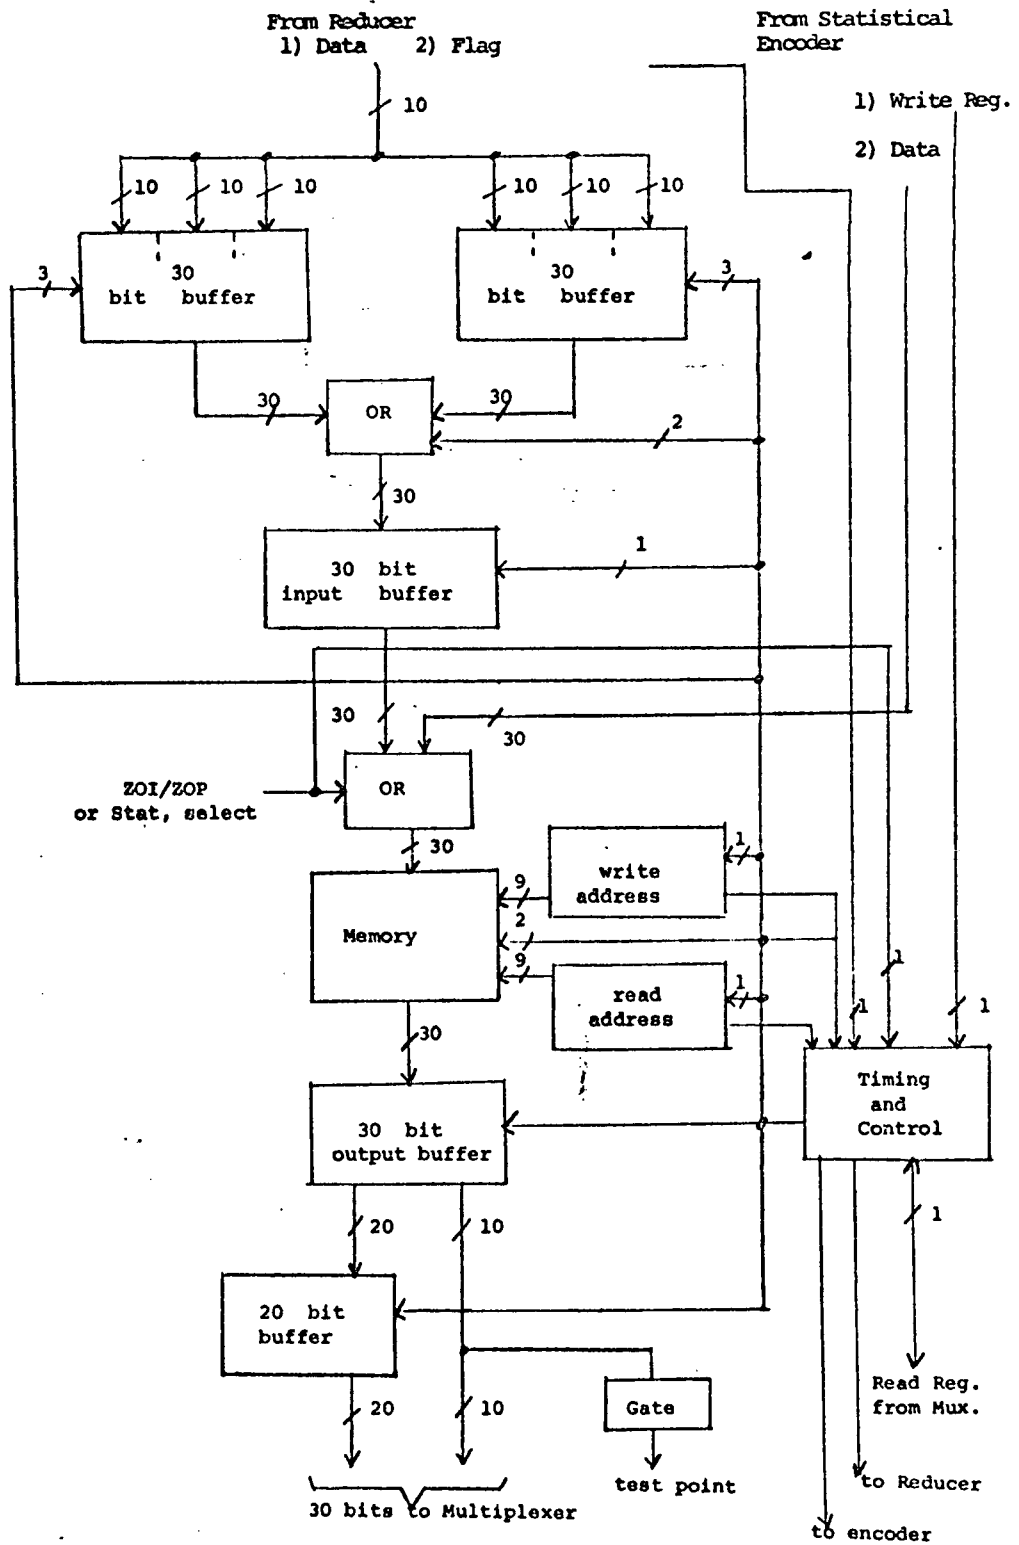 From Reducer
1) Data 2) Flag
From Statistical
Encoder
1) Write Reg.
2) Data
10
10 10 10 10 10 10
3
30
bit buffer
30
bit buffer
3
30
OR
30
2
30
30 bit
input buffer
1
30
30
ZOI/ZOP
or Stat, select
OR
30
write
address
1
9
2
9
Memory
read
address
1
1
1
1
30
Timing
and
Control
30 bit
output buffer
20
10
1
20 bit
buffer
20
10
Gate
Read Reg.
from Mux.
test point
to Reducer
30 bits to Multiplexer
to encoder